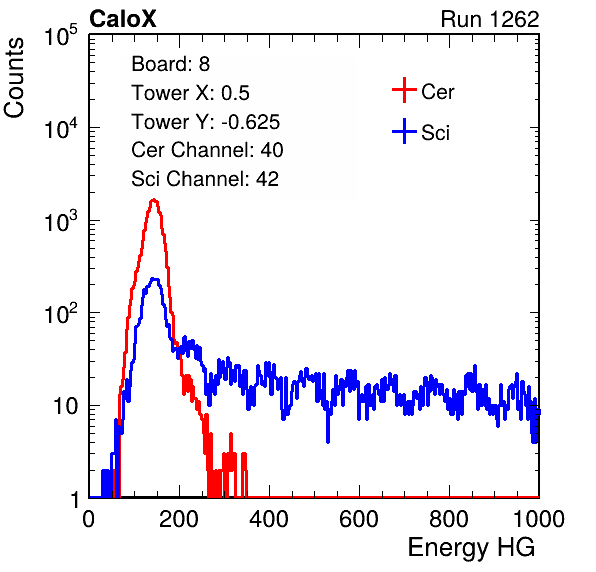 CaloX Run 1262
Board: 8
Tower X: 0.5
Tower Y: -0.625
Cer Channel: 40
Sci Channel: 42
Cer
Sci
Counts
10^5
10^4
10^3
10^2
10
1
0 200 400 600 800 1000
Energy HG